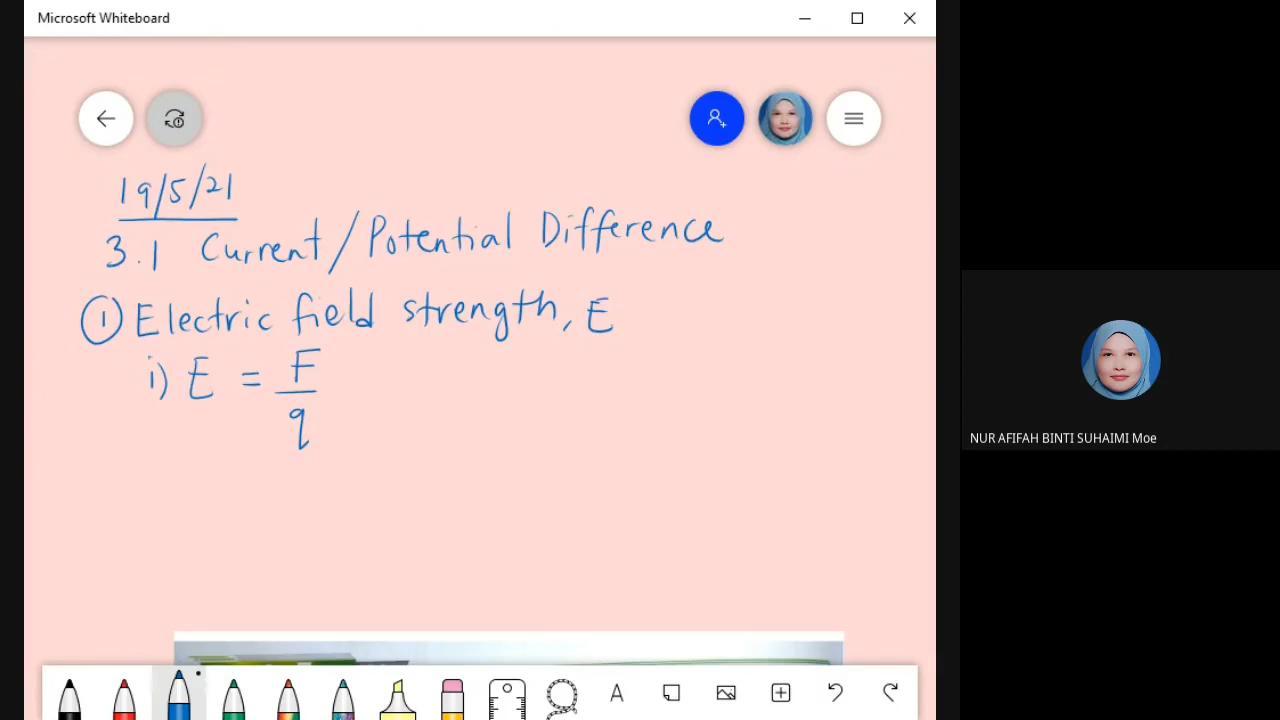 Microsoft Whiteboard
19/5/21
3.1 Current/Potential Difference
① Electric field strength, E
i) E = F/q
NUR AFIFAH BINTI SUHAIMI Moe
A